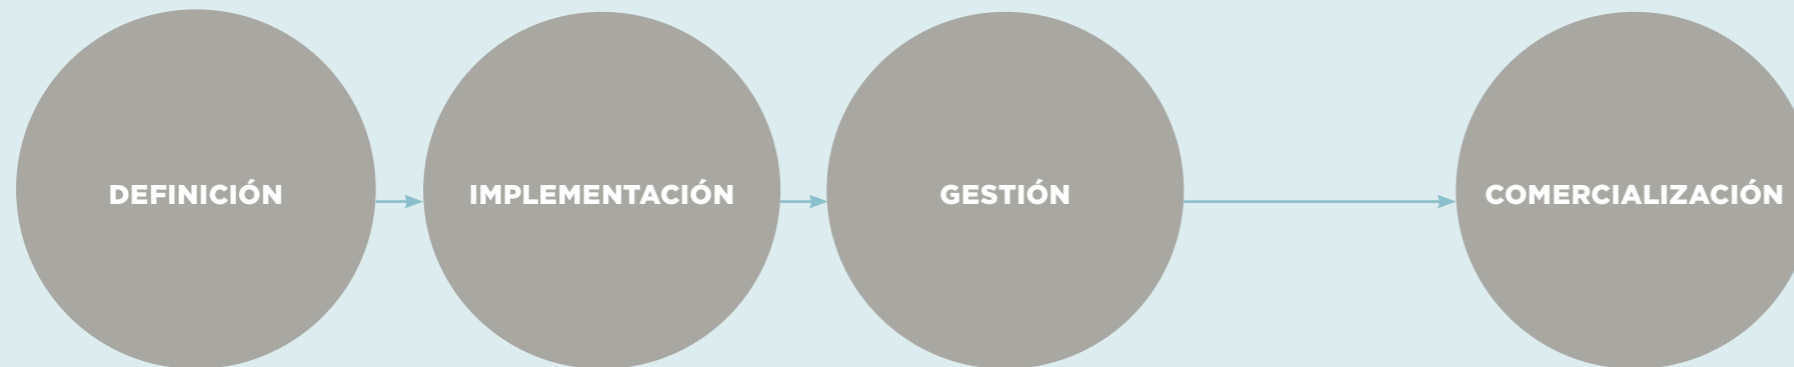 DEFINICIÓN
IMPLEMENTACIÓN
GESTIÓN
COMERCIALIZACIÓN